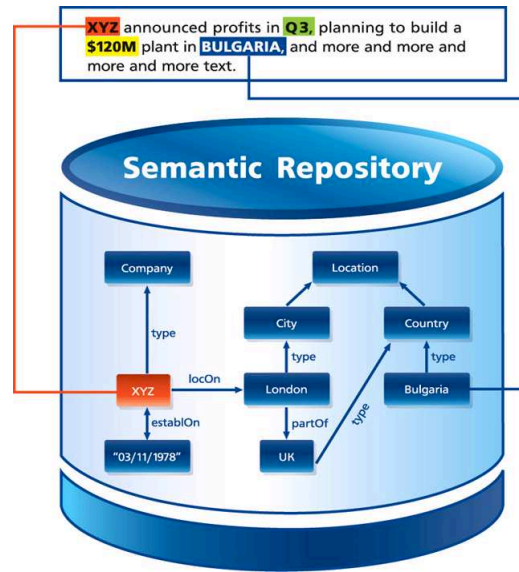 XYZ announced profits in Q3, planning to build a
$120M plant in BULGARIA, and more and more and
more and more text.
Semantic Repository
Company
Location
type
City
Country
type
type
XYZ
locOn
London
Bulgaria
type
establOn
partOf
"03/11/1978"
UK